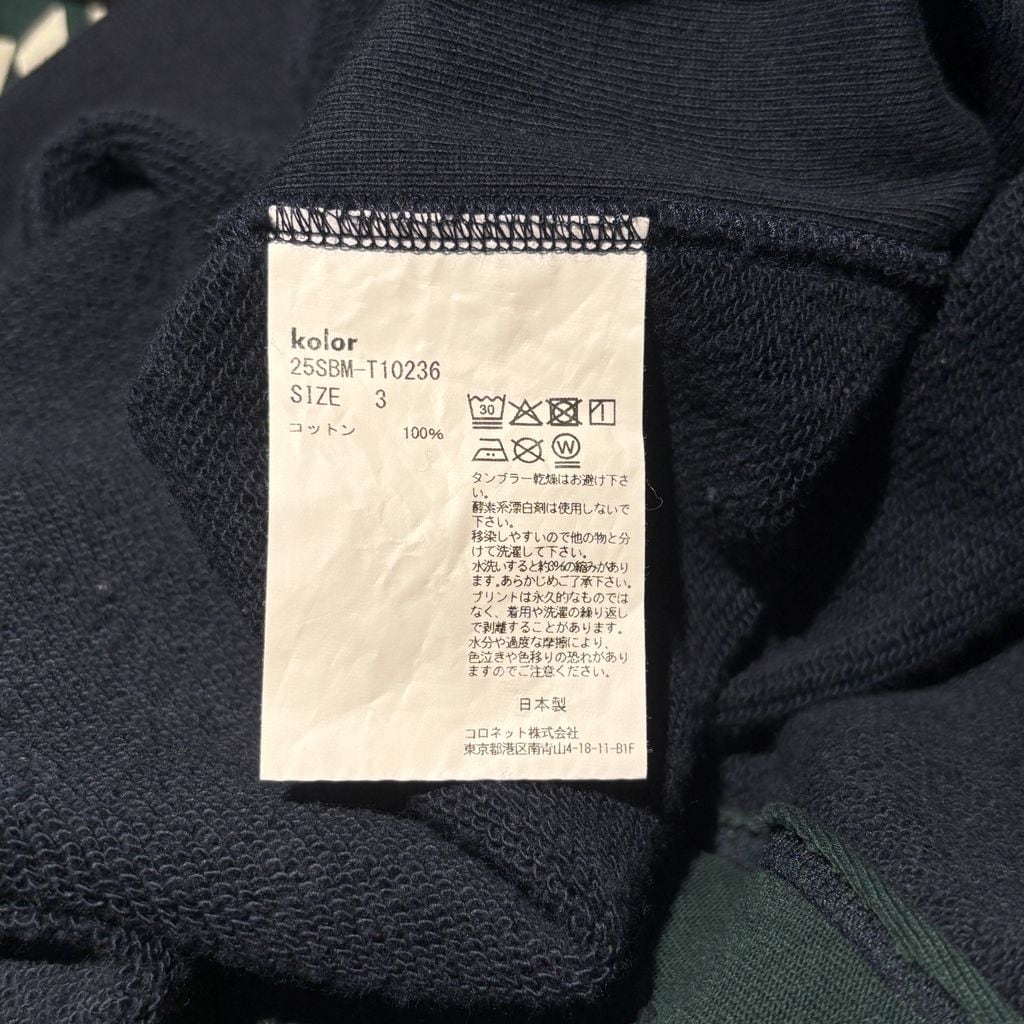 kolor
25SBM-T10236
SIZE 3
コットン 100%
30
W
タンブラー乾燥はお避け下さ
い。
酵素系漂白剤は使用しないで
下さい。
移染しやすいので他の物と分
けて洗濯して下さい。
水洗いすると約3%の縮みがあり
ます。あらかじめご了承下さい。
プリントは永久的なものでは
なく、着用や洗濯の繰り返し
で剥離することがあります。
水分や過度な摩擦により、
色泣きや色移りの恐れがあり
ますのでご注意ください。
日本製
コロネット株式会社
東京都港区南青山4-18-11-B1F